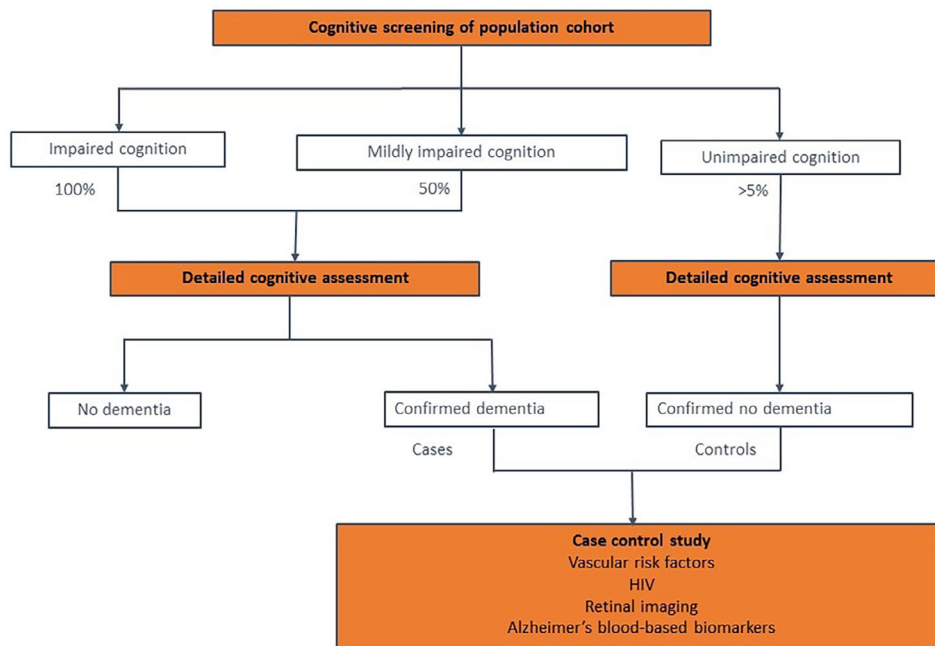 Cognitive screening of population cohort
Impaired cognition
Mildly impaired cognition
Unimpaired cognition
100%
50%
>5%
Detailed cognitive assessment
Detailed cognitive assessment
No dementia
Confirmed dementia
Confirmed no dementia
Cases
Controls
Case control study
Vascular risk factors
HIV
Retinal imaging
Alzheimer's blood-based biomarkers